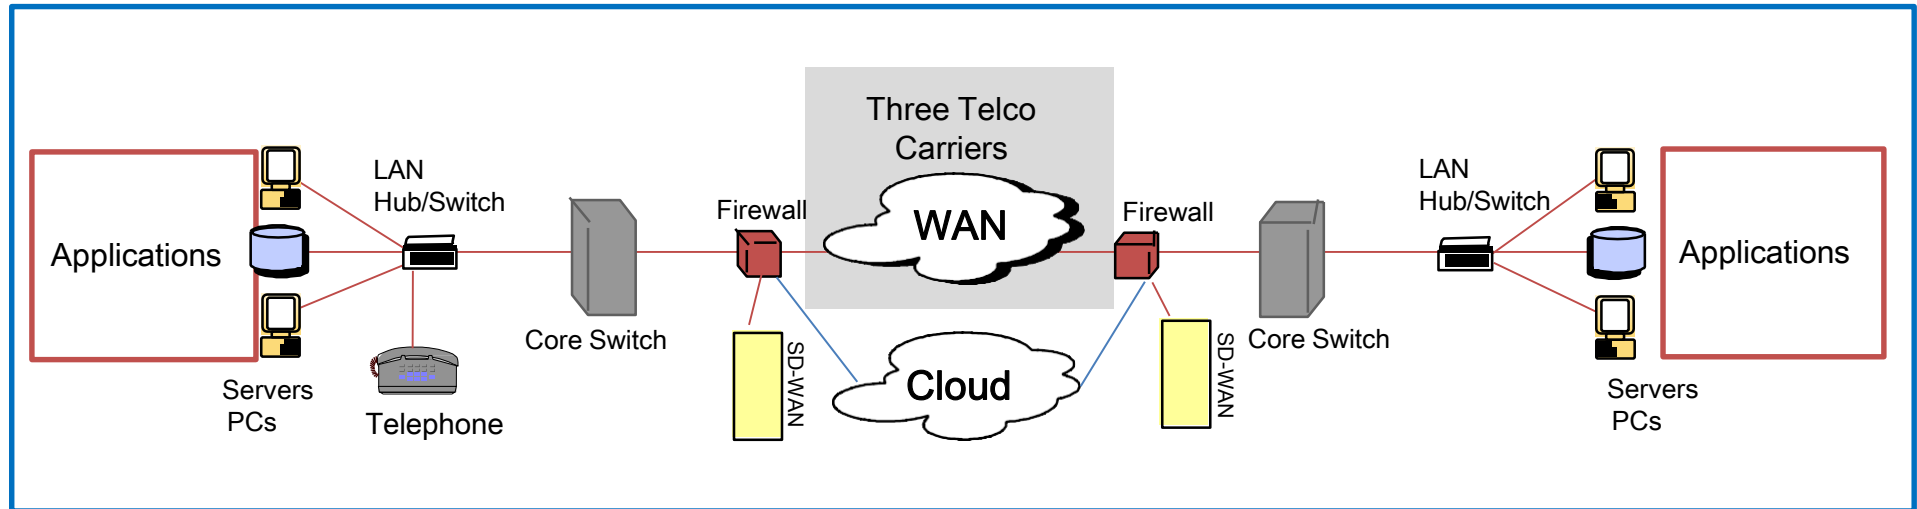 Three Telco
Carriers
LAN
Hub/Switch
LAN
Hub/Switch
Firewall
WAN
Firewall
Applications
Applications
Core Switch
Core Switch
SD-WAN
SD-WAN
Cloud
Servers
PCs
Telephone
Servers
PCs